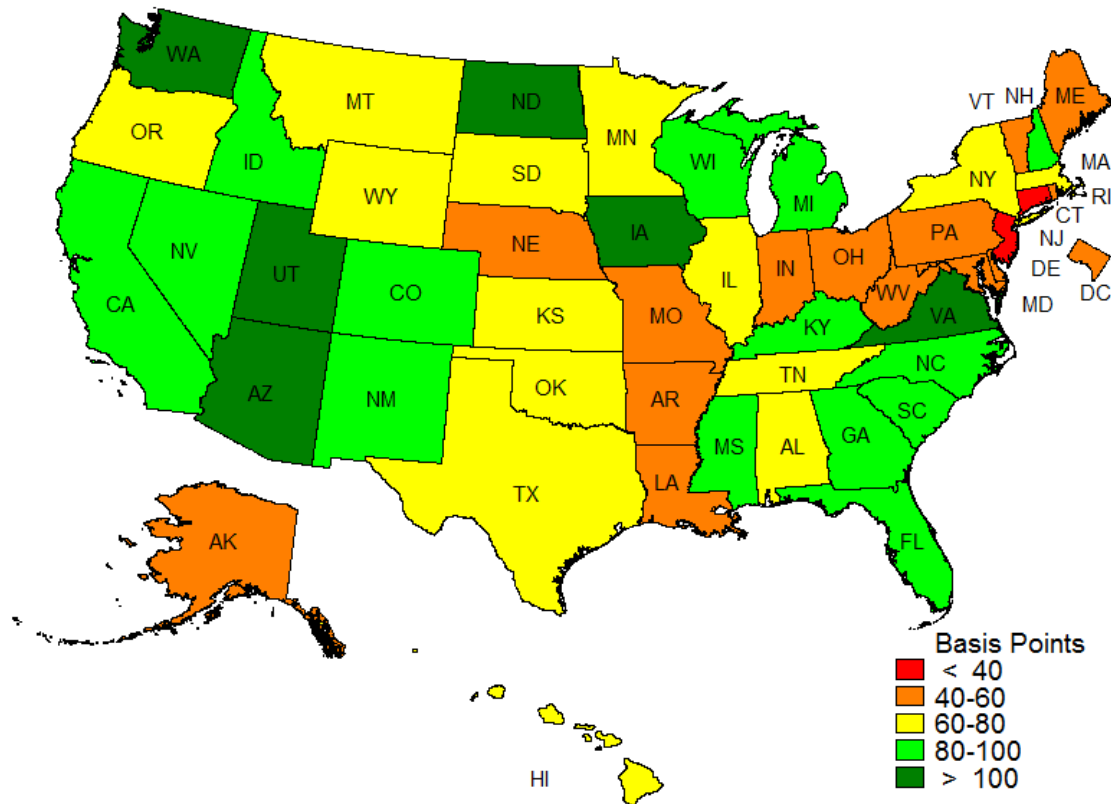 WA
MT
ND
MN
VT
NH
ME
OR
ID
WY
SD
WI
MI
NY
MA
RI
CT
NJ
DE
DC
MD
NV
UT
CO
NE
IA
IL
IN
OH
PA
WV
VA
CA
KS
MO
KY
AZ
NM
OK
AR
TN
NC
SC
TX
LA
MS
AL
GA
FL
AK
HI
Basis Points
< 40
40-60
60-80
80-100
> 100